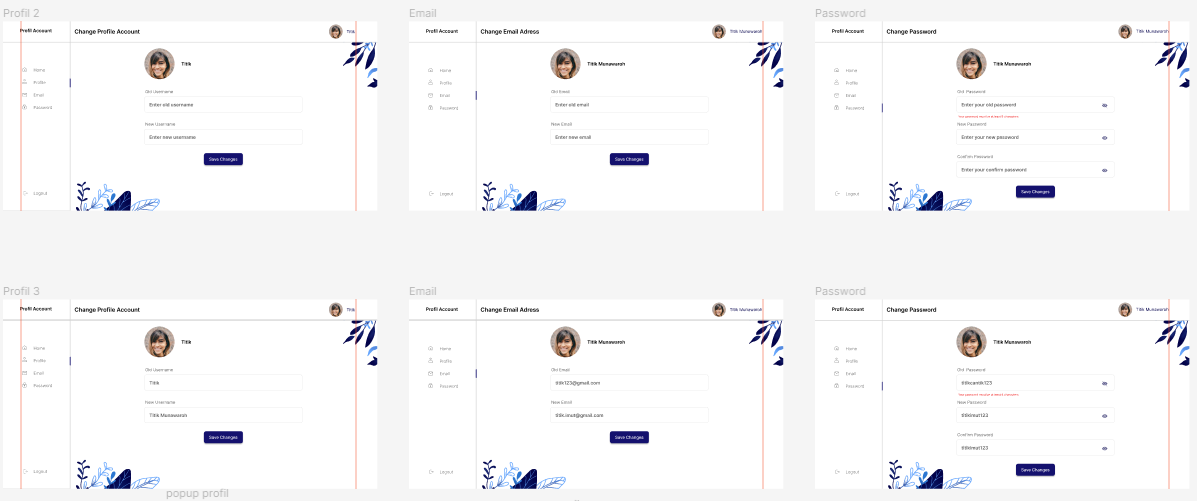 Profil 2
Profil Account
Change Profile Account
Titik
Titik
Home
Profile
Email
Password
Old Username
Enter old username
New Username
Enter new username
Save Changes
Logout
Email
Profil Account
Change Email Adress
Titik Munawaroh
Titik Munawaroh
Home
Profile
Email
Password
Old Email
Enter old email
New Email
Enter new email
Save Changes
Logout
Password
Profil Account
Change Password
Titik Munawaroh
Titik Munawaroh
Home
Profile
Email
Password
Old Password
Enter your old password
New Password
Enter your new password
Confirm Password
Enter your confirm password
Save Changes
Logout
Profil 3
Profil Account
Change Profile Account
Titik
Titik
Home
Profile
Email
Password
Old Username
Titik
New Username
Titik Munawaroh
Save Changes
Logout
Email
Profil Account
Change Email Adress
Titik Munawaroh
Titik Munawaroh
Home
Profile
Email
Password
Old Email
titik123@gmail.com
New Email
titik.imut@gmail.com
Save Changes
Logout
Password
Profil Account
Change Password
Titik Munawaroh
Titik Munawaroh
Home
Profile
Email
Password
Old Password
titikcantik123
New Password
titikimut123
Confirm Password
titikimut123
Save Changes
Logout
popup profil